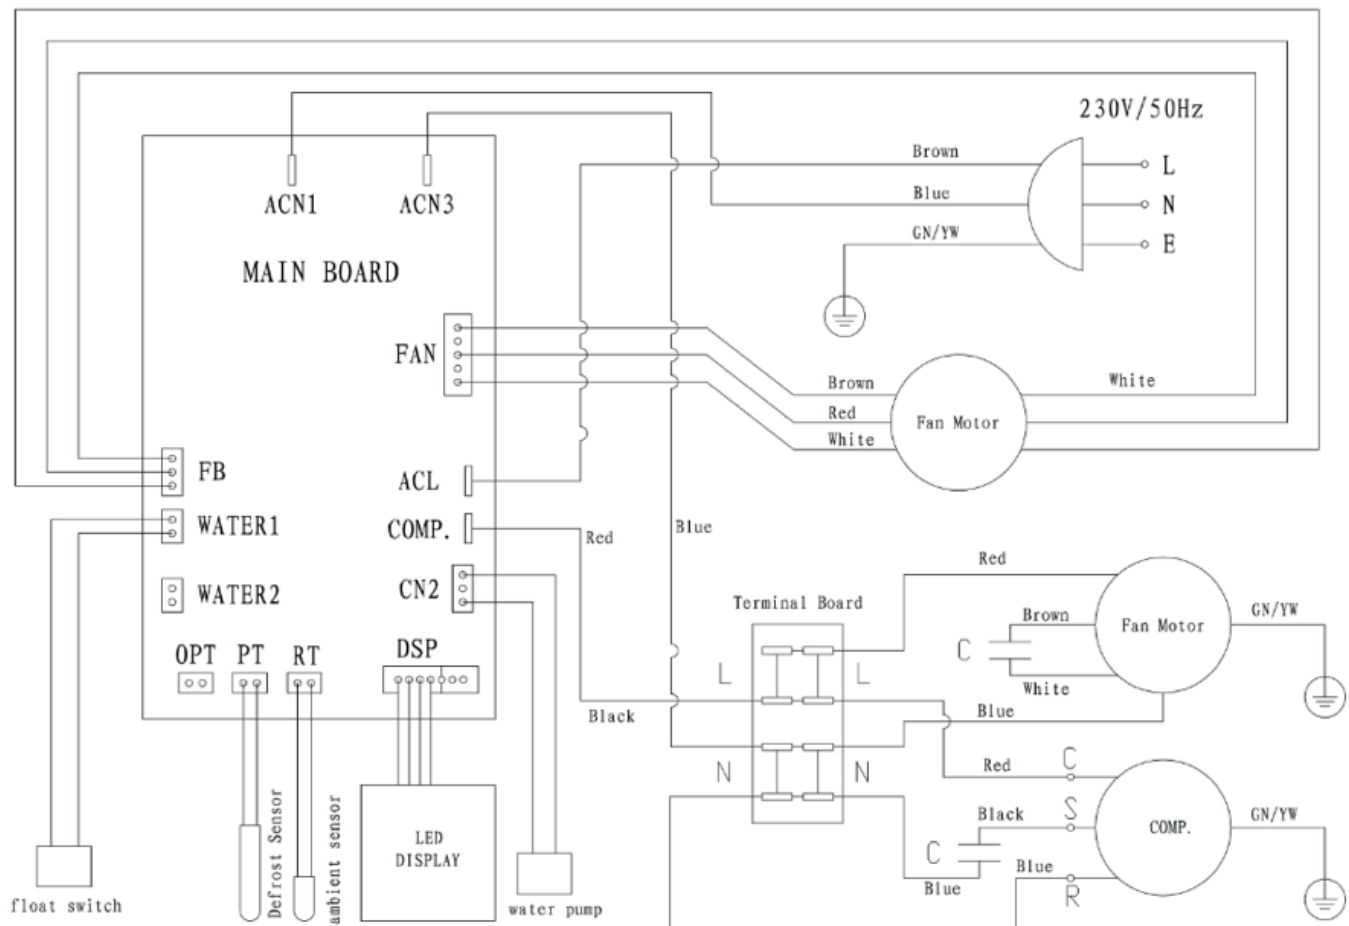 230V/50Hz
Brown
L
ACN1
ACN3
Blue
N
GN/YW
E
MAIN BOARD
FAN
White
Brown
Red
Fan Motor
White
FB
ACL
WATER1
COMP.
Red
Blue
Red
WATER2
CN2
Terminal Board
Brown
Fan Motor
GN/YW
C
OPT
PT
RT
DSP
L
L
White
Black
Blue
N
N
Red
C
Black
S
COMP.
GN/YW
Defrost Sensor
ambient sensor
LED
DISPLAY
C
Blue
Blue
R
float switch
water pump